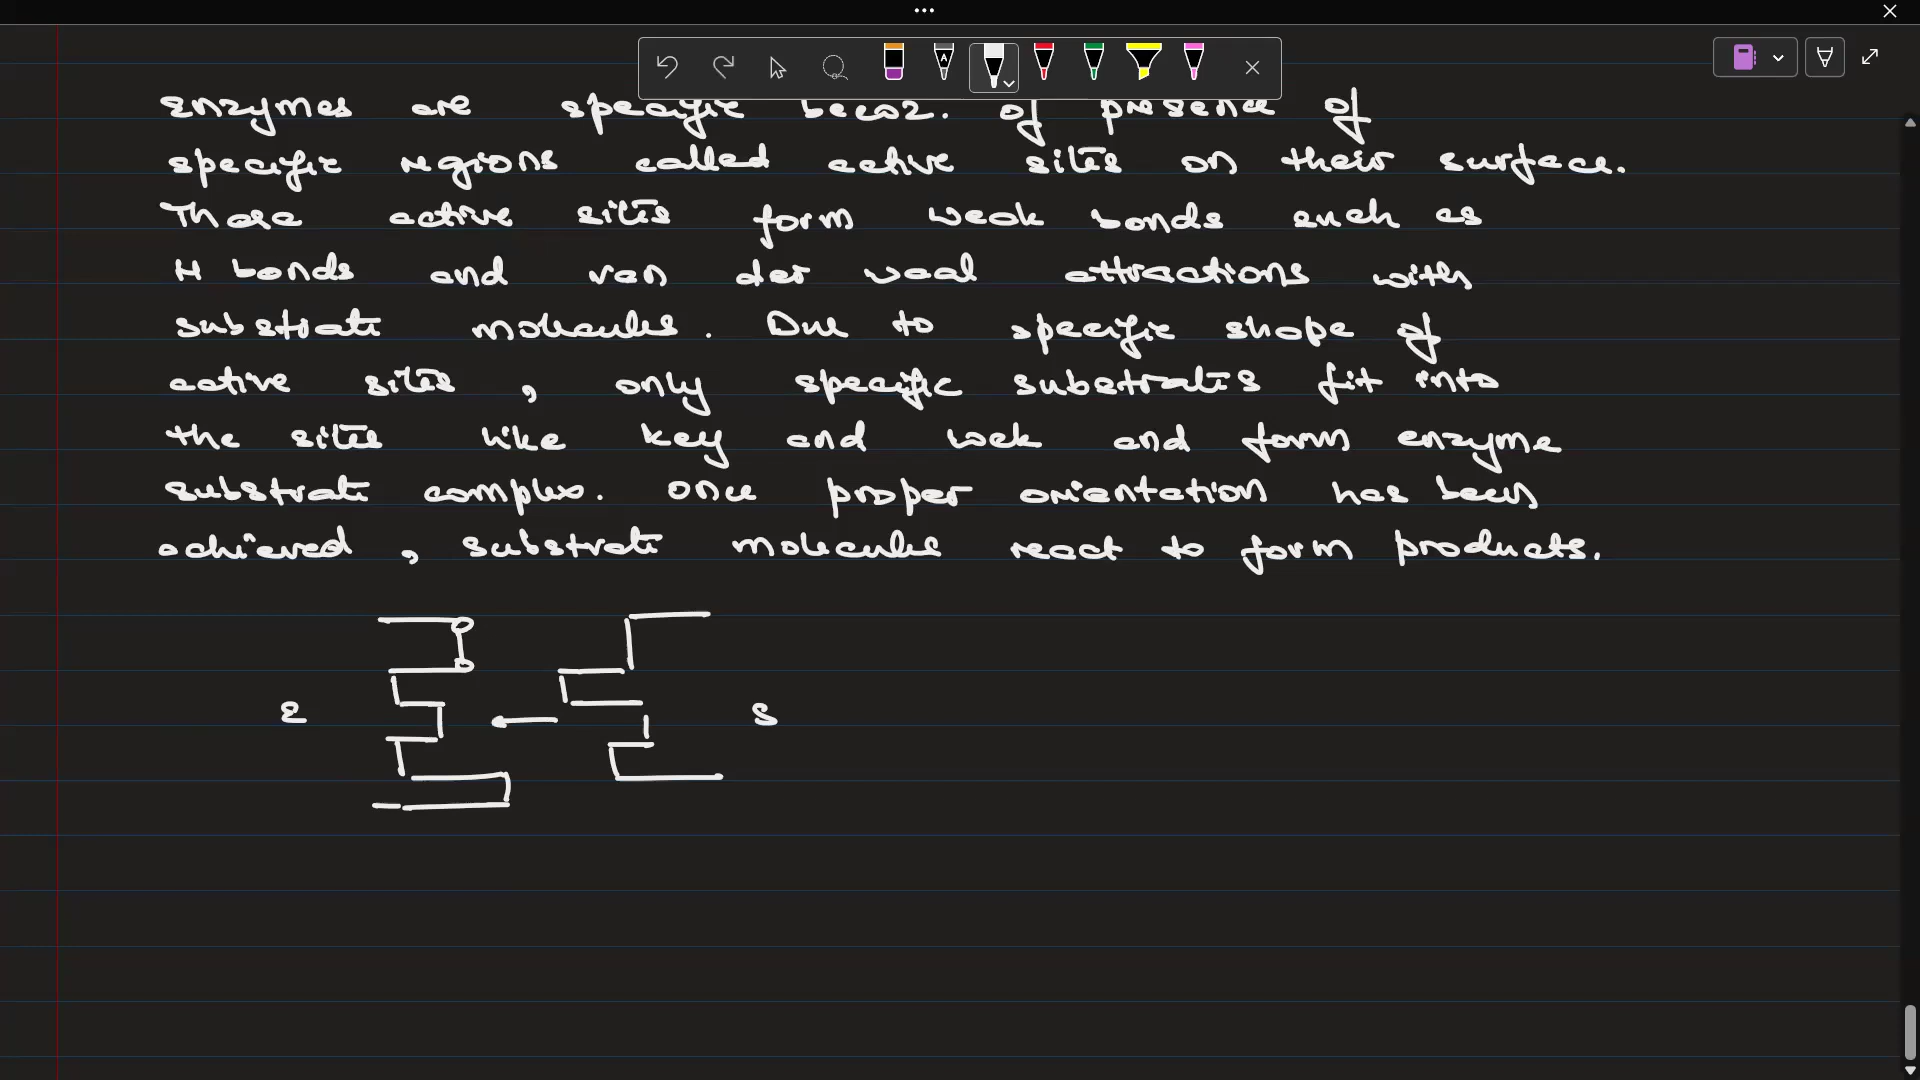 Enzymes are specific becoz. of presence of
specific regions called active sites on their surface.
These active sites form weak bonds such as
H bonds and van der waal attractions with
substrate molecules. Due to specific shape of
active sites, only specific substrates fit into
the sites like key and lock and form enzyme
substrate complex. Once proper orientation has been
achieved, substrate molecules react to form products.
E S